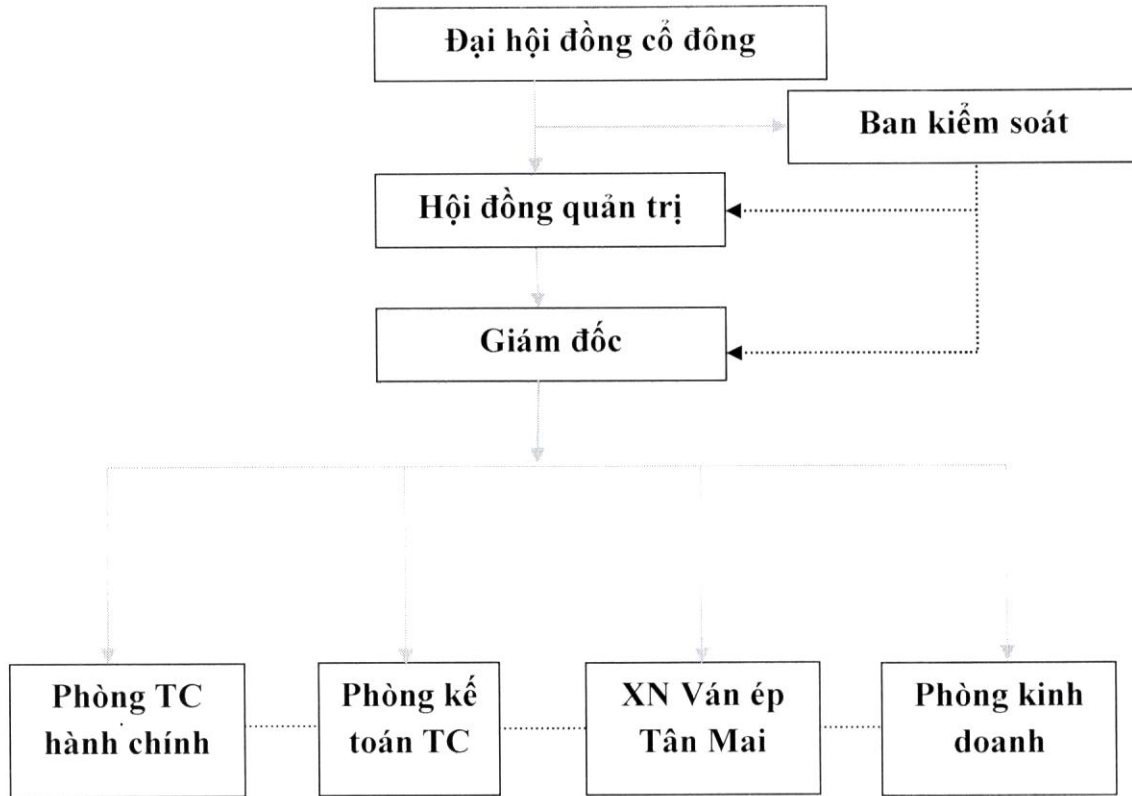 Đại hội đồng cổ đông
Ban kiểm soát
Hội đồng quản trị
Giám đốc
Phòng TC
hành chính
Phòng kế
toán TC
XN Ván ép
Tân Mai
Phòng kinh
doanh